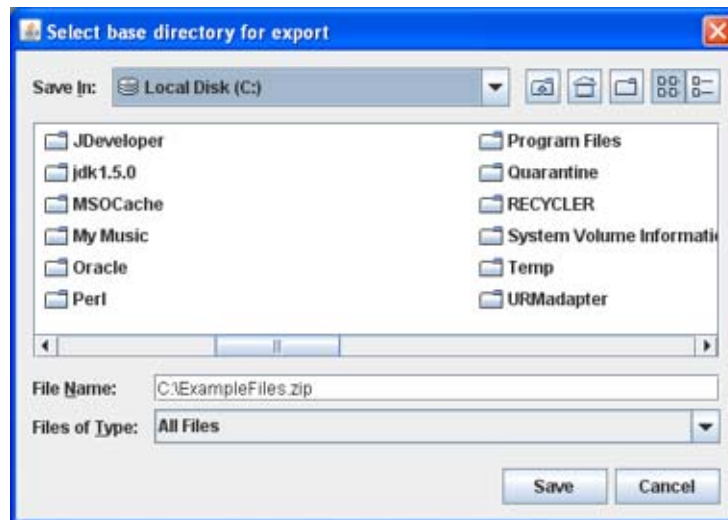 Select base directory for export
Save In: Local Disk (C:)
JDeveloper
jdk1.5.0
MSOCache
My Music
Oracle
Perl
Program Files
Quarantine
RECYCLER
System Volume Informati
Temp
URMadapter
File Name: C:\ExampleFiles.zip
Files of Type: All Files
Save Cancel